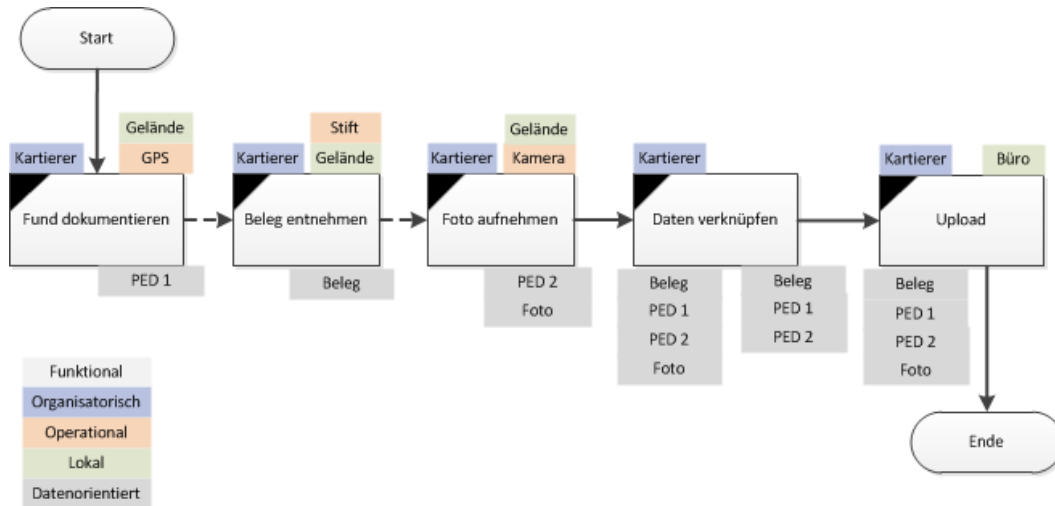 Start
Gelände
Kartierer
GPS
Fund dokumentieren
PED 1
Stift
Kartierer
Gelände
Beleg entnehmen
Beleg
Gelände
Kartierer
Kamera
Foto aufnehmen
PED 2
Foto
Kartierer
Daten verknüpfen
Beleg
PED 1
PED 2
Foto
Beleg
PED 1
PED 2
Kartierer
Büro
Upload
Beleg
PED 1
PED 2
Foto
Ende
Funktional
Organisatorisch
Operational
Lokal
Datenorientiert